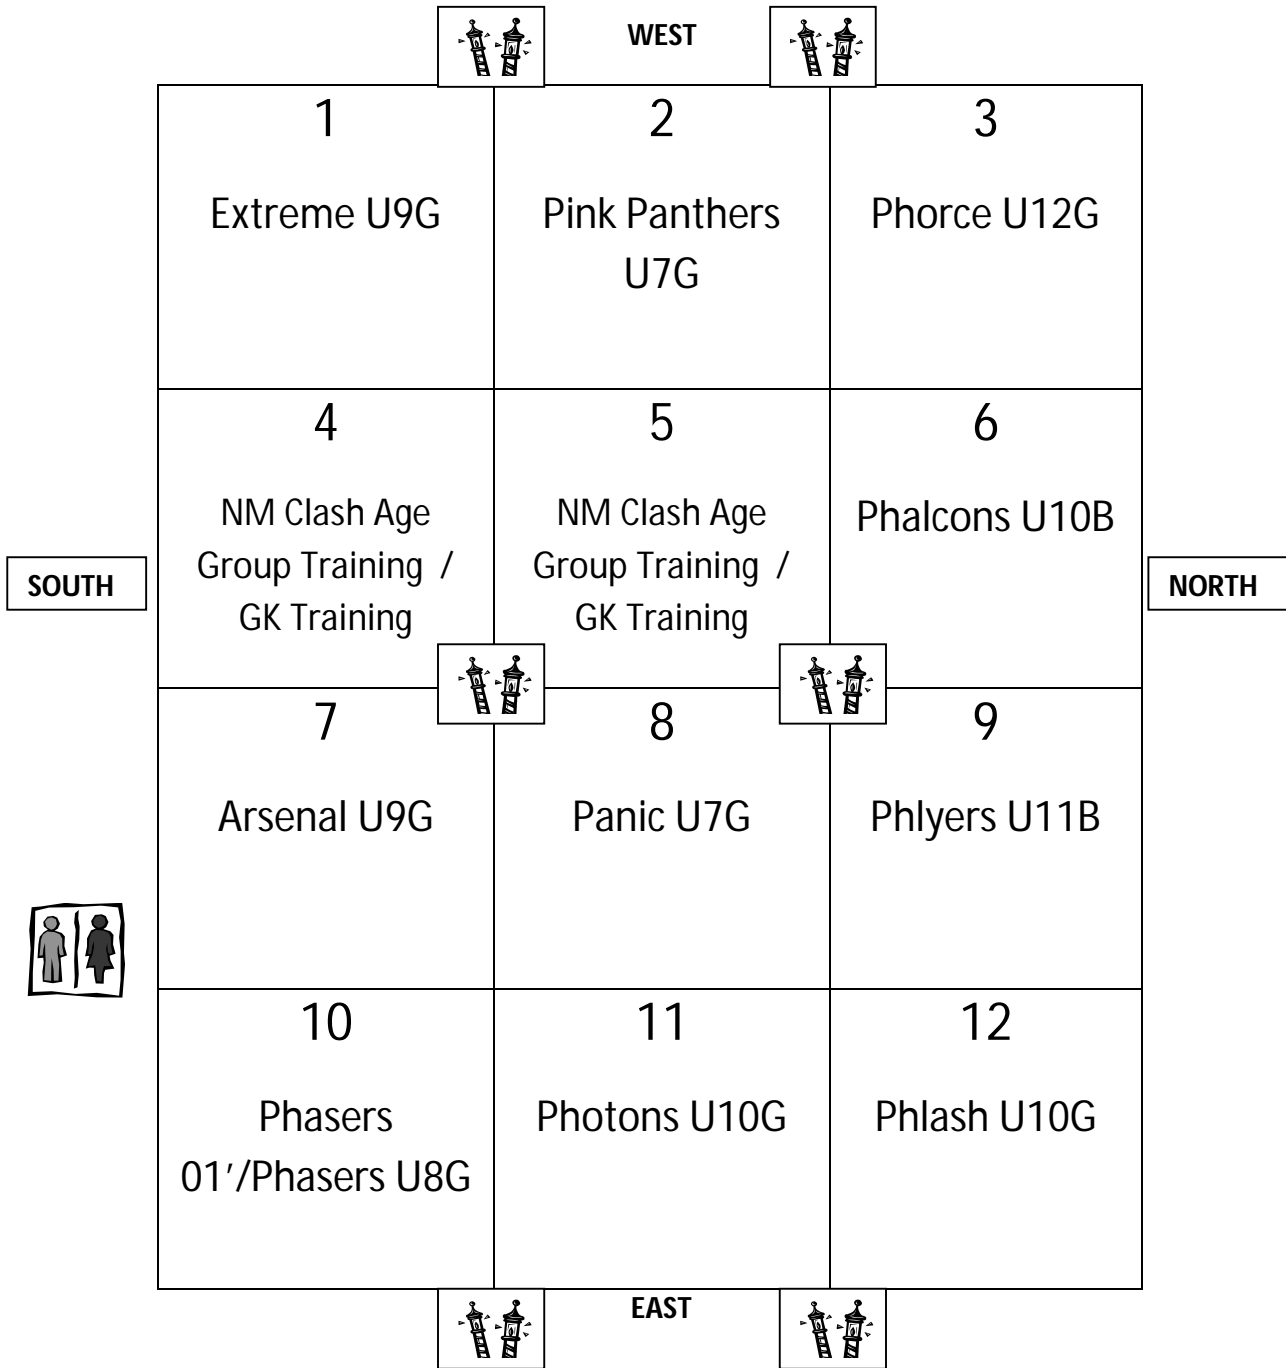 WEST
1
Extreme U9G
2
Pink Panthers
U7G
3
Phorce U12G
4
NM Clash Age
Group Training /
GK Training
5
NM Clash Age
Group Training /
GK Training
6
Phalcons U10B
SOUTH
NORTH
7
Arsenal U9G
8
Panic U7G
9
Phlyers U11B
10
Phasers
01'/Phasers U8G
11
Photons U10G
12
Phlash U10G
EAST